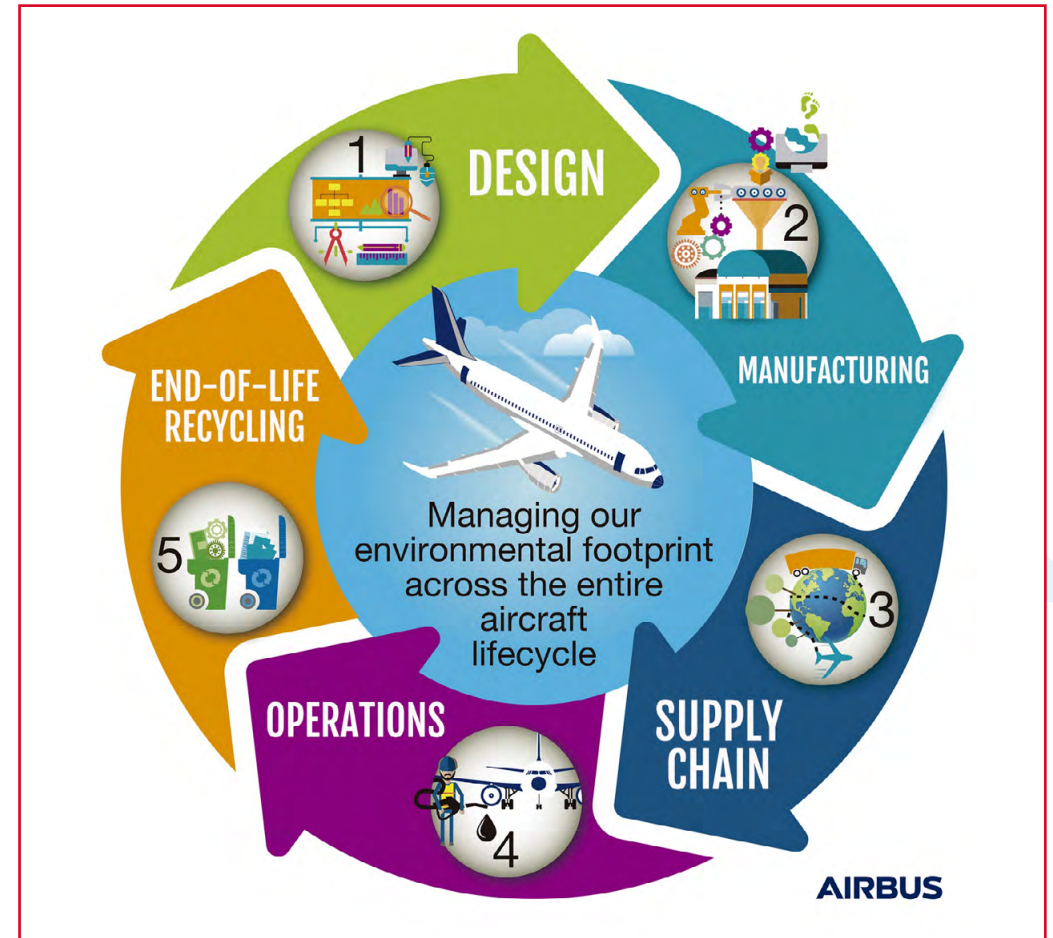 1
DESIGN
2
MANUFACTURING
3
SUPPLY
CHAIN
4
OPERATIONS
5
END-OF-LIFE
RECYCLING
Managing our
environmental footprint
across the entire
aircraft
lifecycle
AIRBUS